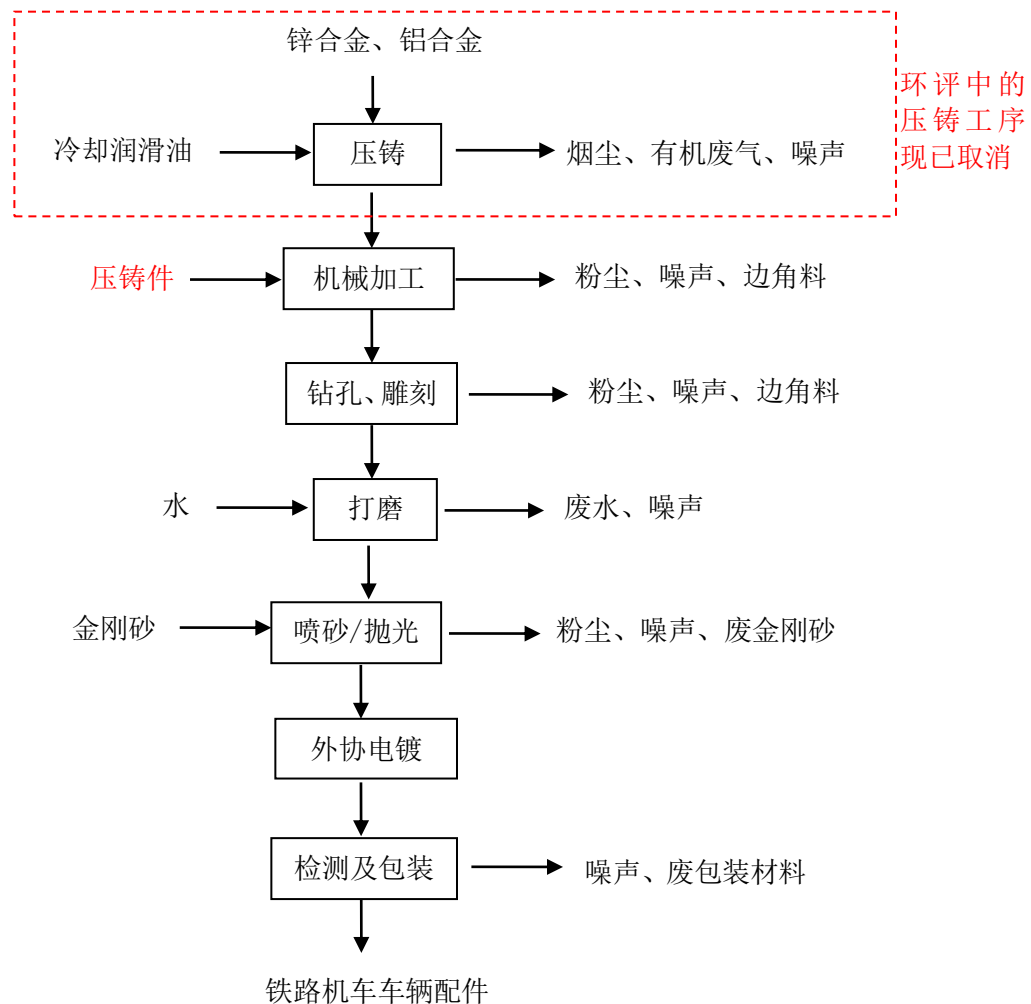 锌合金、铝合金
环评中的
压铸工序
现已取消
冷却润滑油
压铸
烟尘、有机废气、噪声
压铸件
机械加工
粉尘、噪声、边角料
钻孔、雕刻
粉尘、噪声、边角料
水
打磨
废水、噪声
金刚砂
喷砂/抛光
粉尘、噪声、废金刚砂
外协电镀
检测及包装
噪声、废包装材料
铁路机车车辆配件